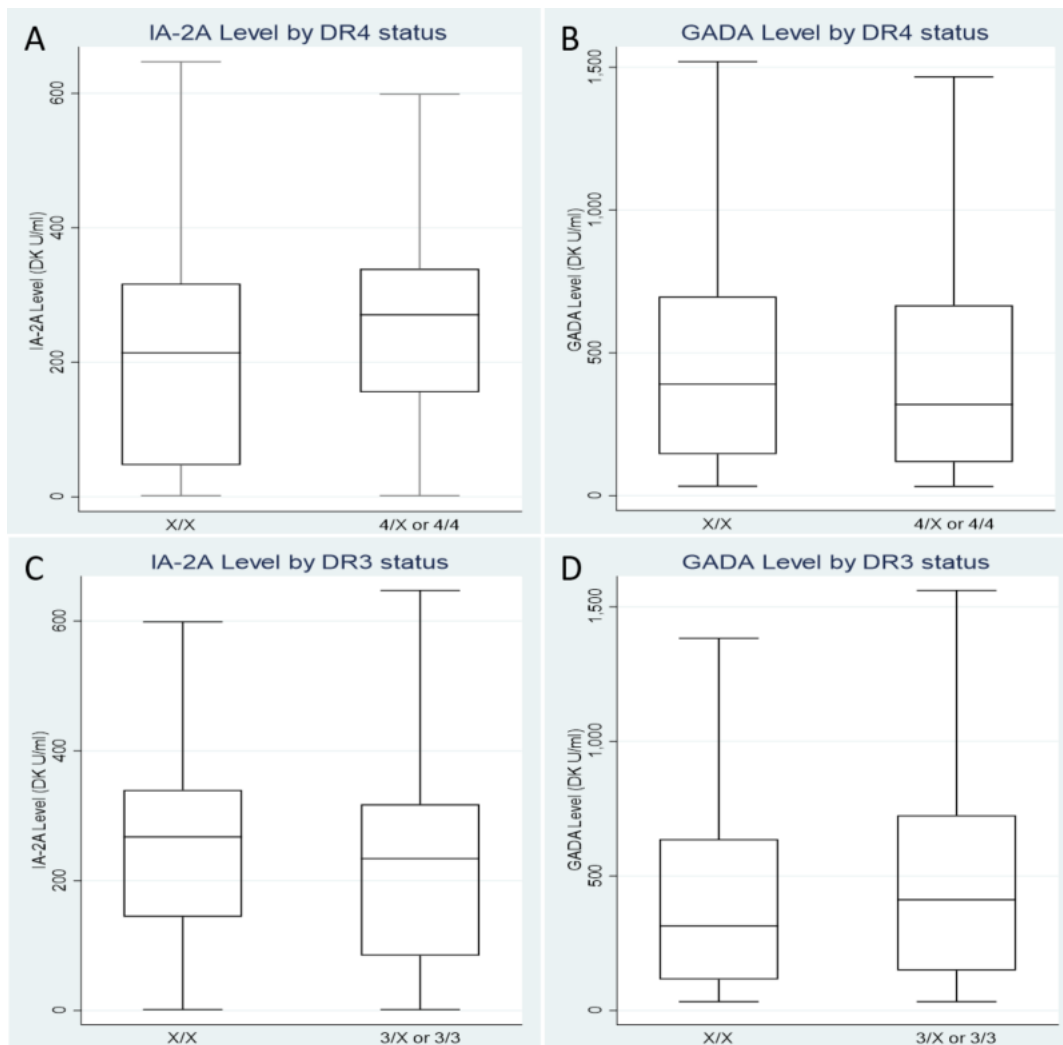 A
IA-2A Level by DR4 status
IA-2A Level (DK U/ml)
600
400
200
0
X/X
4/X or 4/4
B
GADA Level by DR4 status
GADA Level (DK U/ml)
1,500
1,000
500
0
X/X
4/X or 4/4
C
IA-2A Level by DR3 status
IA-2A Level (DK U/ml)
600
400
200
0
X/X
3/X or 3/3
D
GADA Level by DR3 status
GADA Level (DK U/ml)
1,500
1,000
500
0
X/X
3/X or 3/3